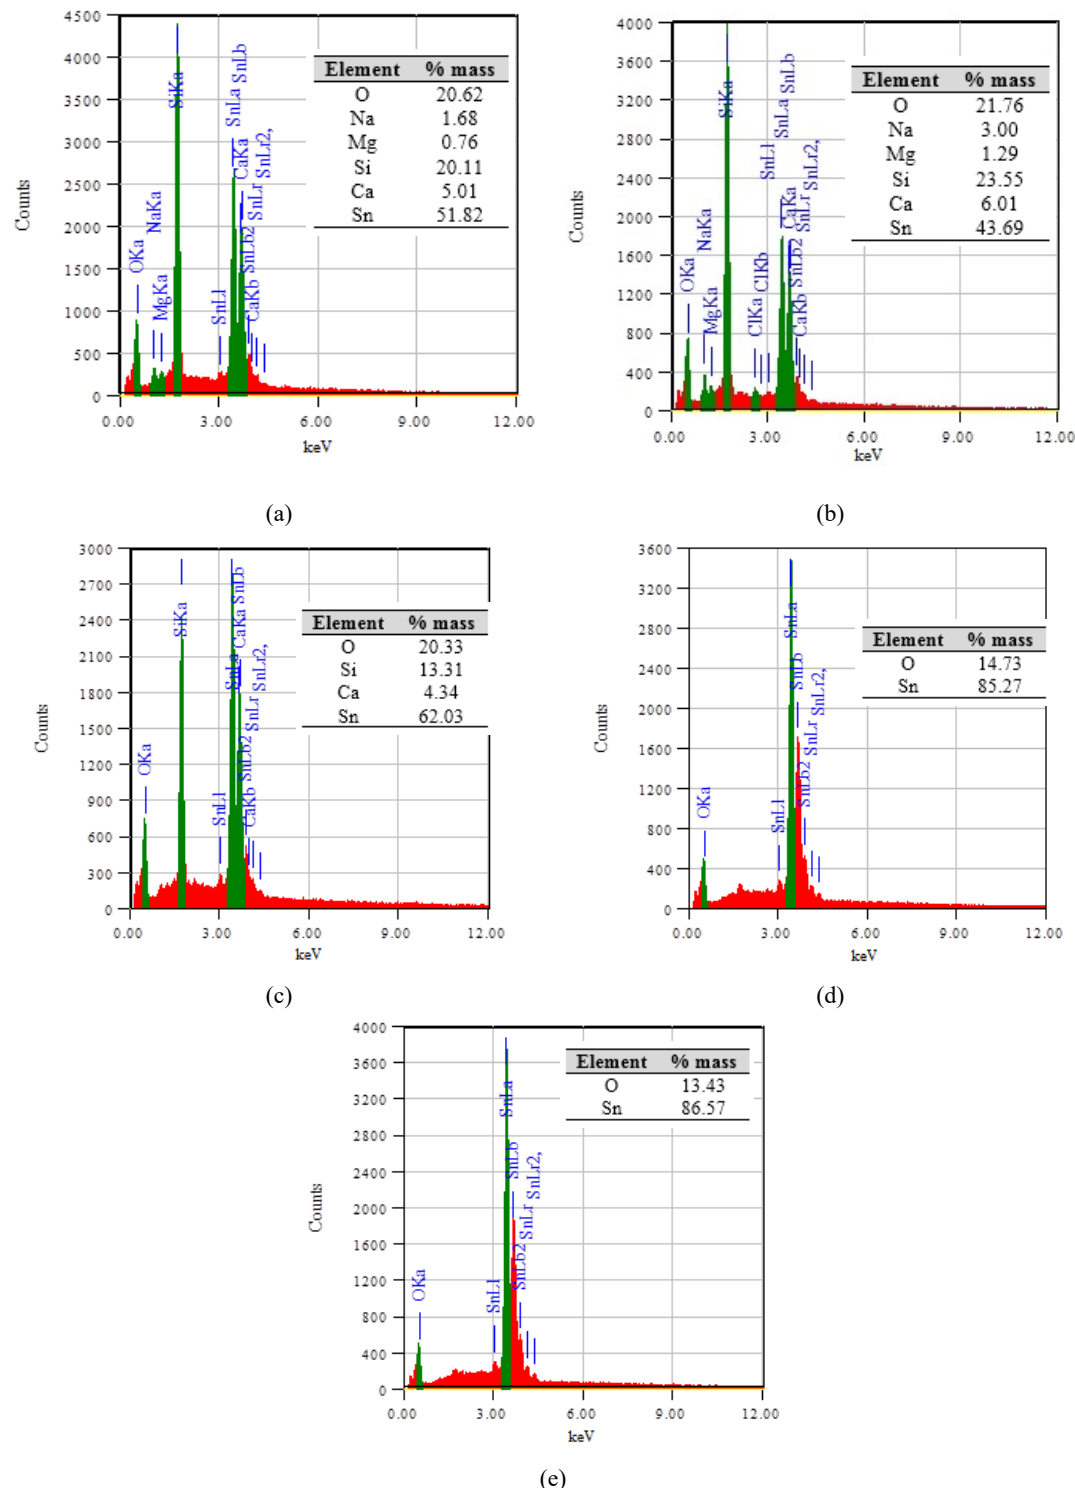 4500
4000
3500
3000
2500
2000
1500
1000
500
0
Counts
0.00 3.00 6.00 9.00 12.00
keV
OKa
NaKa
MgKa
SiKa
SnLl
SnLa
SnLb
CaKa
SnLb2
CaKb
SnLr
SnLr2,
Element % mass
O 20.62
Na 1.68
Mg 0.76
Si 20.11
Ca 5.01
Sn 51.82
(a)
4000
3600
3200
2800
2400
2000
1600
1200
800
400
0
Counts
0.00 3.00 6.00 9.00 12.00
keV
OKa
NaKa
MgKa
SiKa
ClKa
ClKb
SnLl
SnLa
SnLb
CaKa
SnLb2
CaKb
SnLr
SnLr2,
Element % mass
O 21.76
Na 3.00
Mg 1.29
Si 23.55
Ca 6.01
Sn 43.69
(b)
3000
2700
2400
2100
1800
1500
1200
900
600
300
0
Counts
0.00 3.00 6.00 9.00 12.00
keV
OKa
SiKa
SnLl
SnLa
CaKa
SnLb
CaKb
SnLb2
SnLr
SnLr2,
Element % mass
O 20.33
Si 13.31
Ca 4.34
Sn 62.03
(c)
3600
3200
2800
2400
2000
1600
1200
800
400
0
Counts
0.00 3.00 6.00 9.00 12.00
keV
OKa
SnLl
SnLa
SnLb
SnLb2
SnLr
SnLr2,
Element % mass
O 14.73
Sn 85.27
(d)
4000
3600
3200
2800
2400
2000
1600
1200
800
400
0
Counts
0.00 3.00 6.00 9.00 12.00
keV
OKa
SnLl
SnLa
SnLb
SnLb2
SnLr
SnLr2,
Element % mass
O 13.43
Sn 86.57
(e)